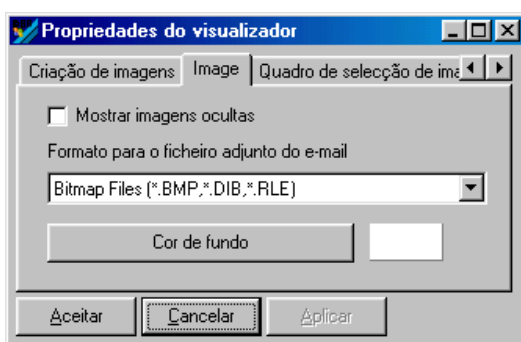 Propriedades do visualizador
Criação de imagens Image Quadro de selecção de ima
Mostrar imagens ocultas
Formato para o ficheiro adjunto do e-mail
Bitmap Files (*.BMP,*.DIB,*.RLE)
Cor de fundo
Aceitar Cancelar Aplicar